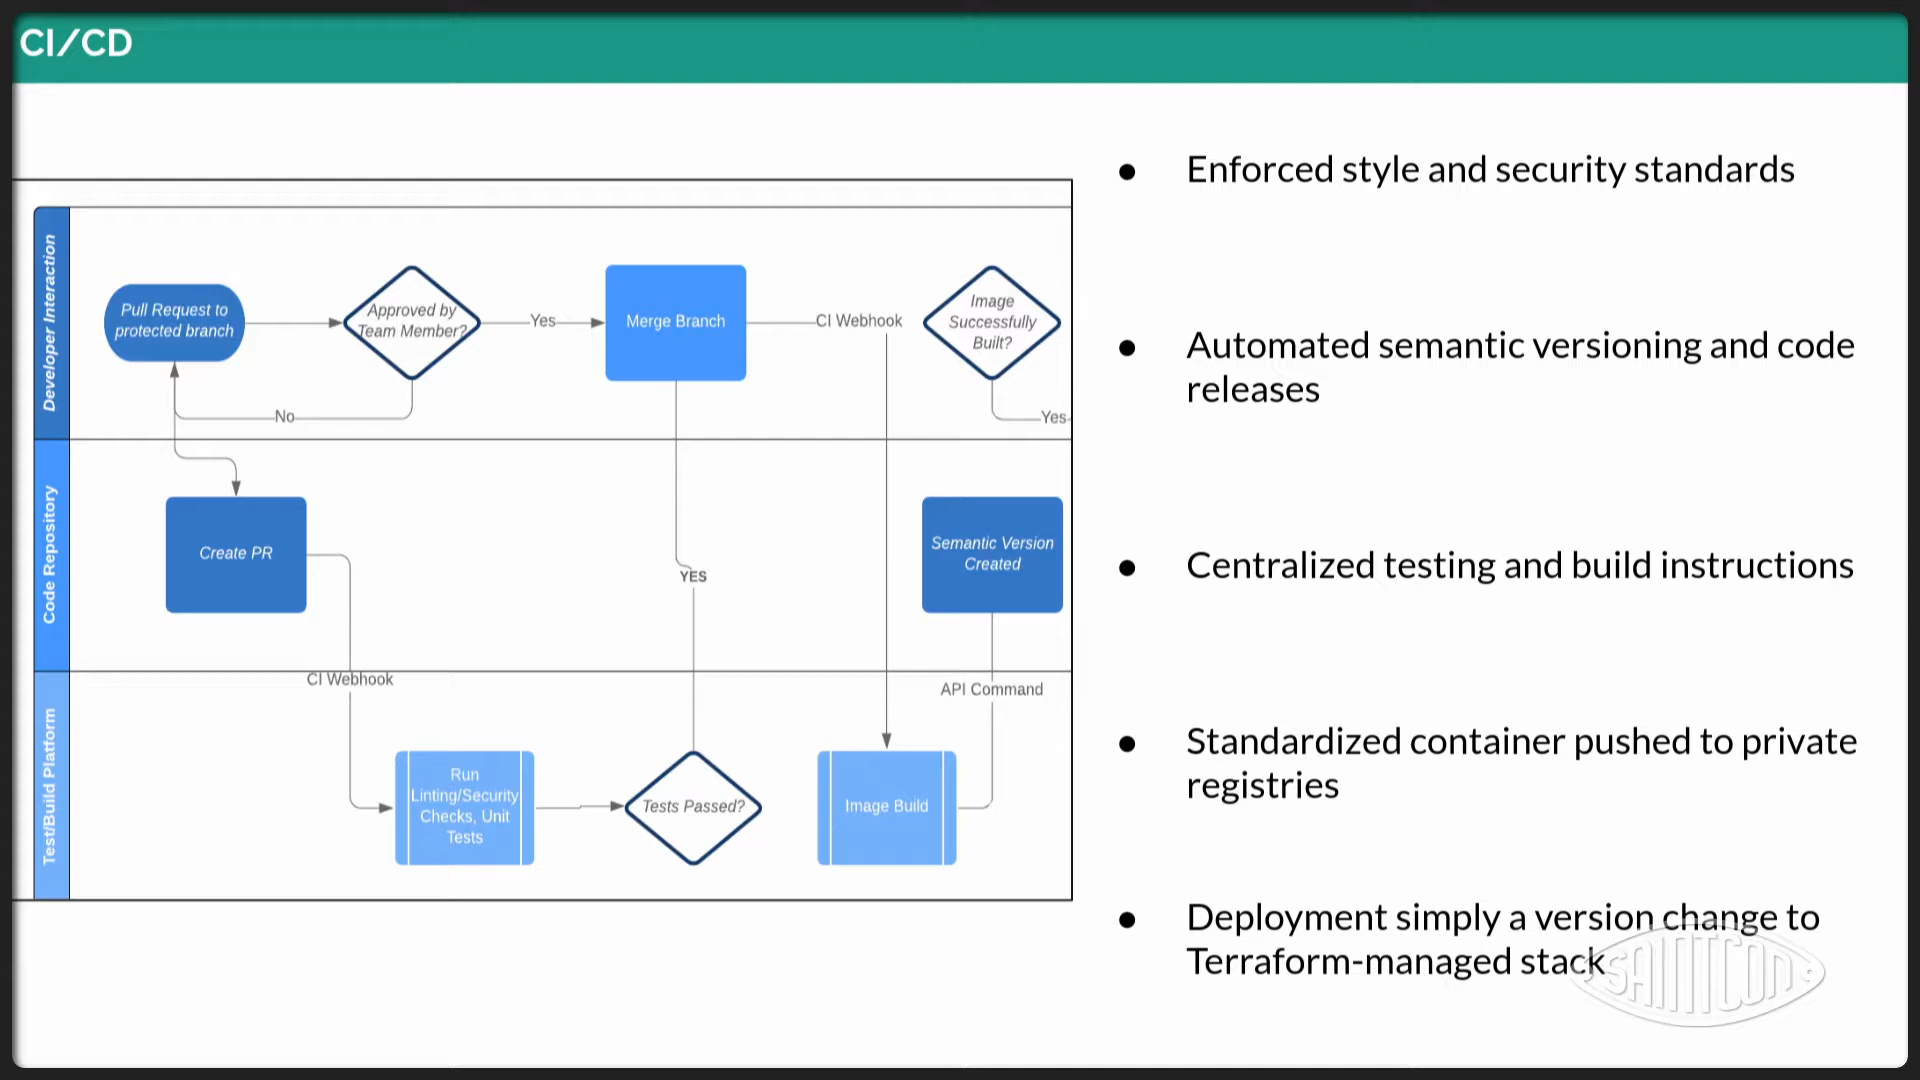 CI/CD
Developer Interaction
Pull Request to
protected branch
Approved by
Team Member?
Yes
Merge Branch
CI Webhook
Image
Successfully
Built?
No
Yes
Code Repository
Create PR
YES
Semantic Version
Created
Test/Build Platform
CI Webhook
API Command
Run
Linting/Security
Checks, Unit
Tests
Tests Passed?
Image Build
● Enforced style and security standards
● Automated semantic versioning and code
releases
● Centralized testing and build instructions
● Standardized container pushed to private
registries
● Deployment simply a version change to
Terraform-managed stack
SAINTCON